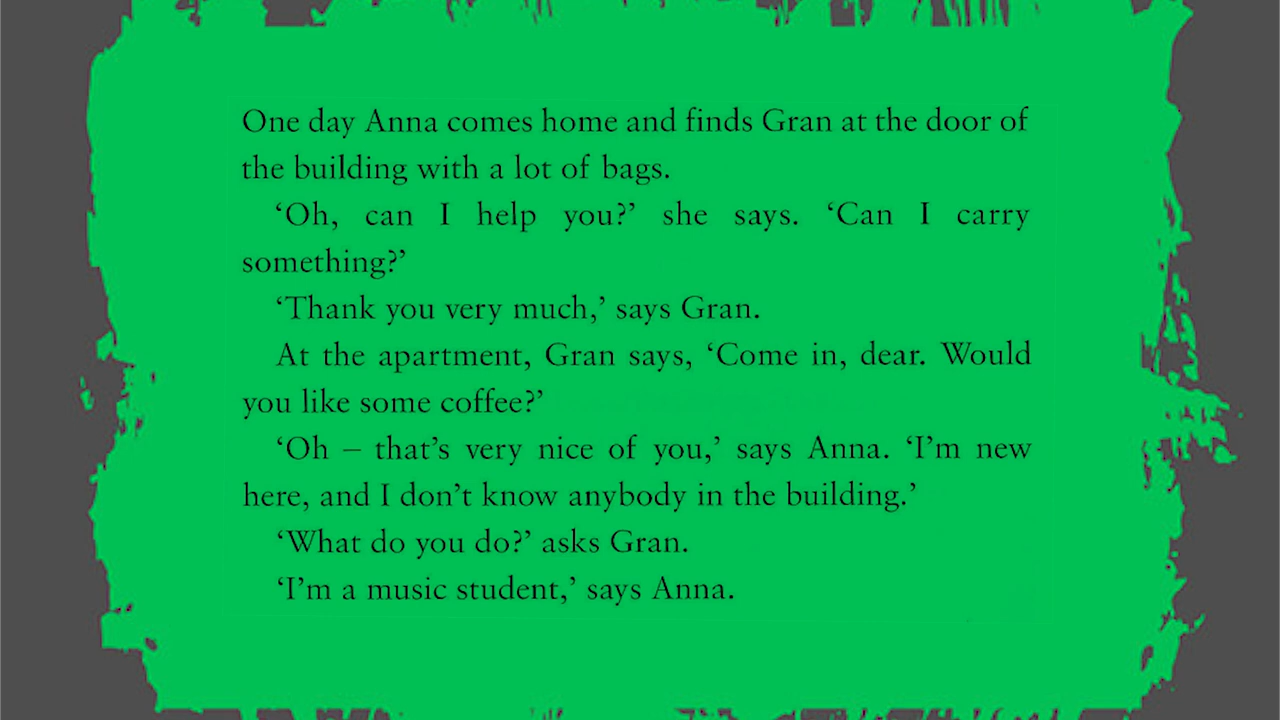 One day Anna comes home and finds Gran at the door of
the building with a lot of bags.
‘Oh, can I help you?’ she says. ‘Can I carry
something?’
‘Thank you very much,’ says Gran.
At the apartment, Gran says, ‘Come in, dear. Would
you like some coffee?’
‘Oh – that’s very nice of you,’ says Anna. ‘I’m new
here, and I don’t know anybody in the building.’
‘What do you do?’ asks Gran.
‘I’m a music student,’ says Anna.